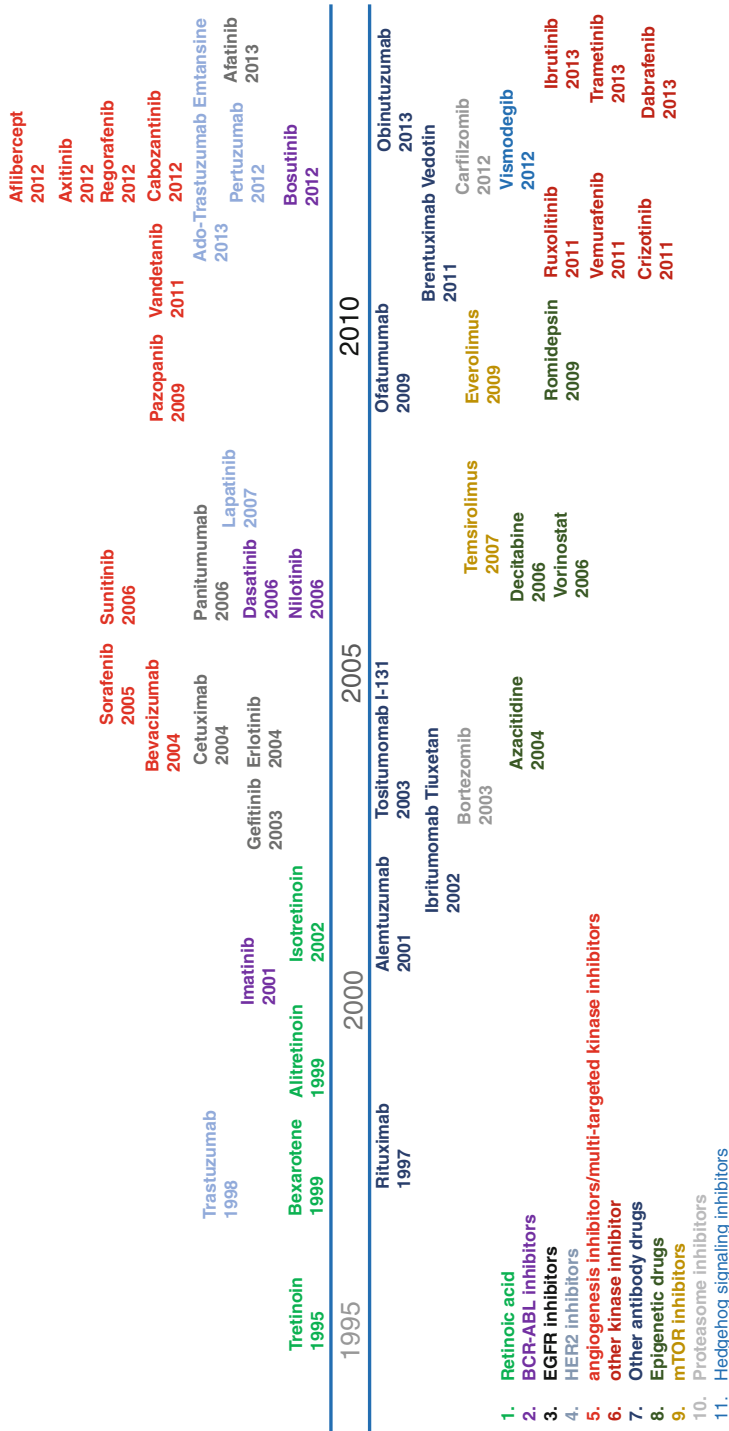 Aflibercept
2012
Axitinib
2012
Regorafenib
2012
Sorafenib
2005
Sunitinib
2006
Bevacizumab
2004
Pazopanib
2009
Vandetanib
2011
Cabozantinib
2012
Trastuzumab
1998
Cetuximab
2004
Panitumumab
2006
Ado-Trastuzumab Emtansine
2013
Lapatinib
2007
Pertuzumab
2012
Afatinib
2013
Imatinib
2001
Gefitinib
2003
Erlotinib
2004
Dasatinib
2006
Bosutinib
2012
Tretinoin
1995
Bexarotene
1999
Alitretinoin
1999
Isotretinoin
2002
Nilotinib
2006
1995
2000
2005
2010
Rituximab
1997
Alemtuzumab
2001
Tositumomab I-131
2003
Ofatumumab
2009
Obinutuzumab
2013
Ibritumomab Tiuxetan
2002
Brentuximab Vedotin
2011
Bortezomib
2003
Temsirolimus
2007
Everolimus
2009
Carfilzomib
2012
Azacitidine
2004
Decitabine
2006
Vismodegib
2012
Vorinostat
2006
Romidepsin
2009
Ruxolitinib
2011
Ibrutinib
2013
Vemurafenib
2011
Trametinib
2013
Crizotinib
2011
Dabrafenib
2013
1. Retinoic acid
2. BCR-ABL inhibitors
3. EGFR inhibitors
4. HER2 inhibitors
5. angiogenesis inhibitors/multi-targeted kinase inhibitors
6. other kinase inhibitor
7. Other antibody drugs
8. Epigenetic drugs
9. mTOR inhibitors
10. Proteasome inhibitors
11. Hedgehog signaling inhibitors